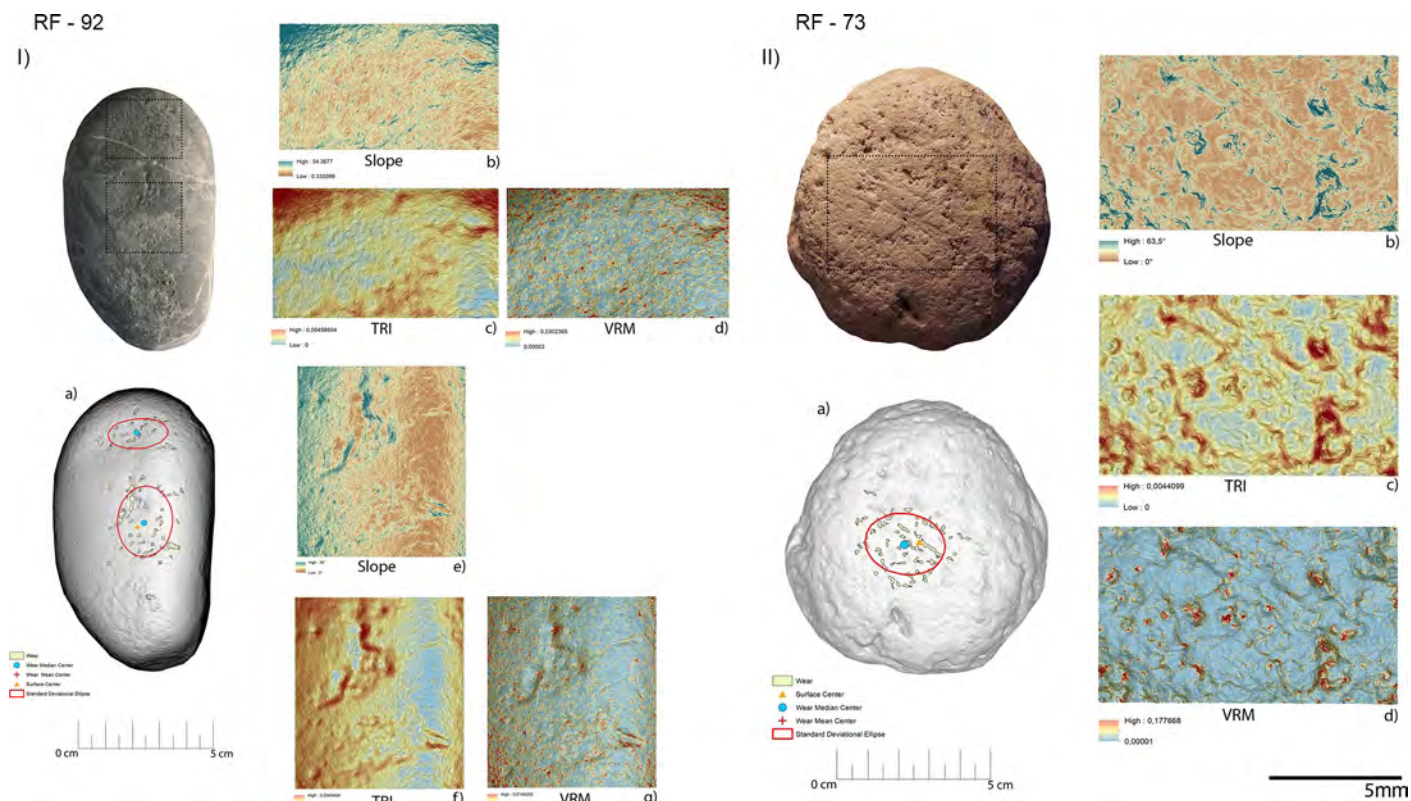 RF - 92
I)
High : 54.3877
Low : 0.332099
Slope
b)
High : 0,00456604
Low : 0
TRI
c)
High : 0,0302365
0,00003
VRM
d)
a)
Wear
Wear Median Center
Wear Mean Center
Surface Center
Standard Deviational Ellipse
0 cm
5 cm
Slope
e)
TRI
f)
VRM
g)
RF - 73
II)
High : 63,5°
Low : 0°
Slope
b)
High : 0,0044099
Low : 0
TRI
c)
High : 0,177668
0,00001
VRM
d)
a)
Wear
Surface Center
Wear Median Center
Wear Mean Center
Standard Deviational Ellipse
0 cm
5 cm
5mm